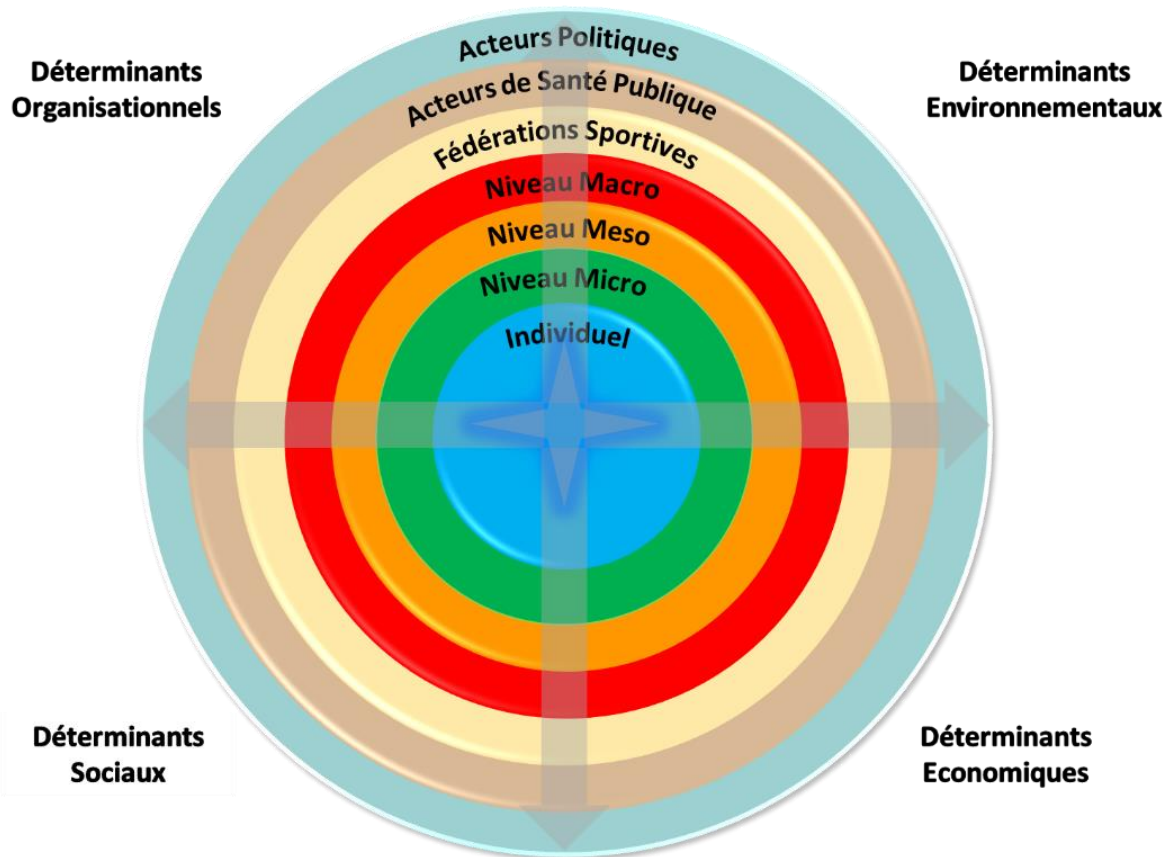 Acteurs Politiques
Déterminants
Organisationnels
Déterminants
Environnementaux
Acteurs de Santé Publique
Fédérations Sportives
Niveau Macro
Niveau Meso
Niveau Micro
Individuel
Déterminants
Sociaux
Déterminants
Economiques